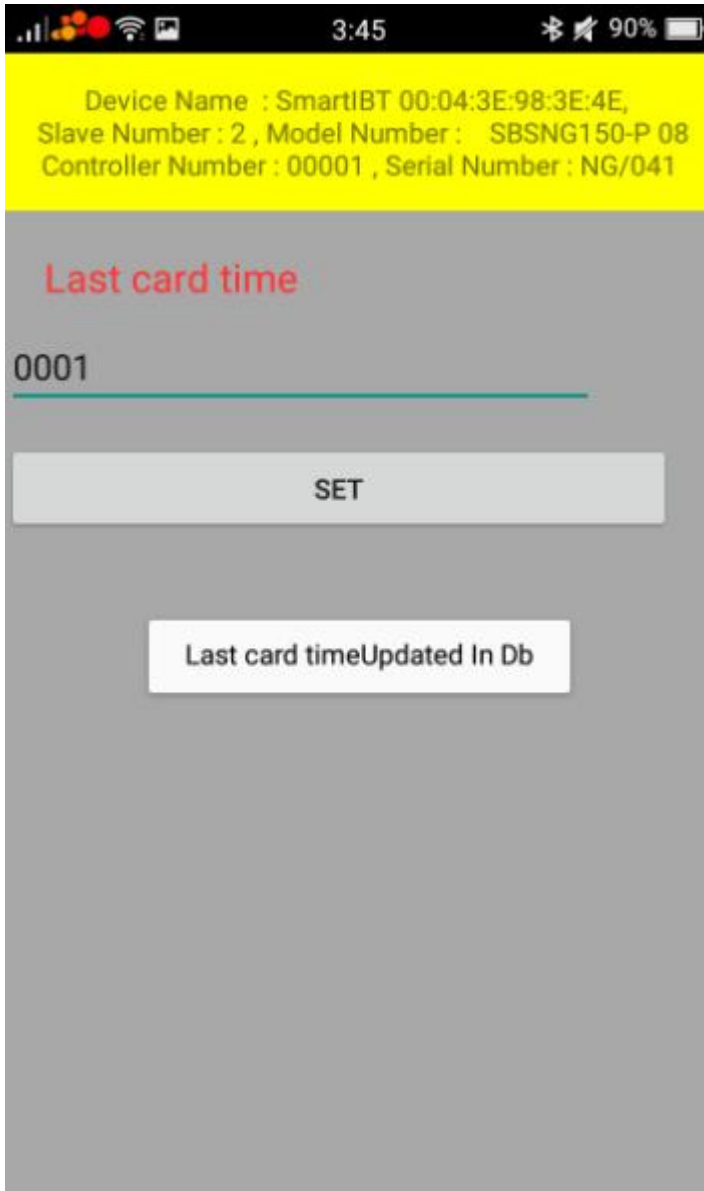 3:45 90%
Device Name : SmartIBT 00:04:3E:98:3E:4E,
Slave Number : 2 , Model Number : SBSNG150-P 08
Controller Number : 00001 , Serial Number : NG/041
Last card time
0001
SET
Last card timeUpdated In Db